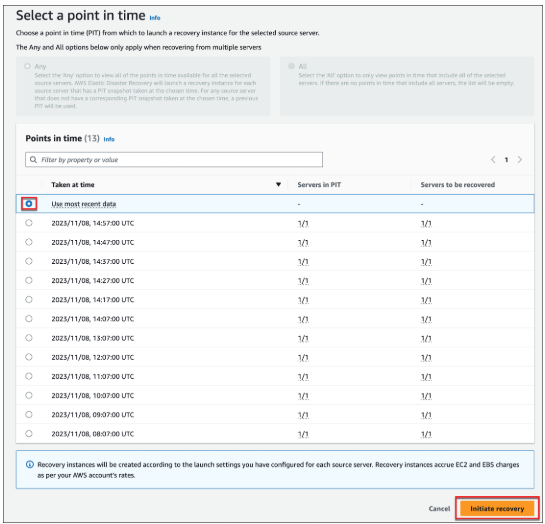 Select a point in time Info
Choose a point in time (PIT) from which to launch a recovery instance for the selected source server.
The Any and All options below only apply when recovering from multiple servers
Any
Select the 'Any' option to view all of the points in time available for all the selected
source servers. AWS Elastic Disaster Recovery will launch a recovery instance for each
source server that has a PIT snapshot taken at the chosen time. For any source server
that does not have a corresponding PIT snapshot taken at the chosen time, a previous
PIT will be used.
All
Select the 'All' option to only view points in time that include all of the selected
servers. If there are no points in time that include all servers, the list will be empty.
Points in time (13) Info
Filter by property or value
1
Taken at time Servers in PIT Servers to be recovered
Use most recent data - -
2023/11/08, 14:57:00 UTC 1/1 1/1
2023/11/08, 14:47:00 UTC 1/1 1/1
2023/11/08, 14:37:00 UTC 1/1 1/1
2023/11/08, 14:27:00 UTC 1/1 1/1
2023/11/08, 14:17:00 UTC 1/1 1/1
2023/11/08, 14:07:00 UTC 1/1 1/1
2023/11/08, 13:07:00 UTC 1/1 1/1
2023/11/08, 12:07:00 UTC 1/1 1/1
2023/11/08, 11:07:00 UTC 1/1 1/1
2023/11/08, 10:07:00 UTC 1/1 1/1
2023/11/08, 09:07:00 UTC 1/1 1/1
2023/11/08, 08:07:00 UTC 1/1 1/1
Recovery instances will be created according to the launch settings you have configured for each source server. Recovery instances accrue EC2 and EBS charges
as per your AWS account's rates.
Cancel Initiate recovery